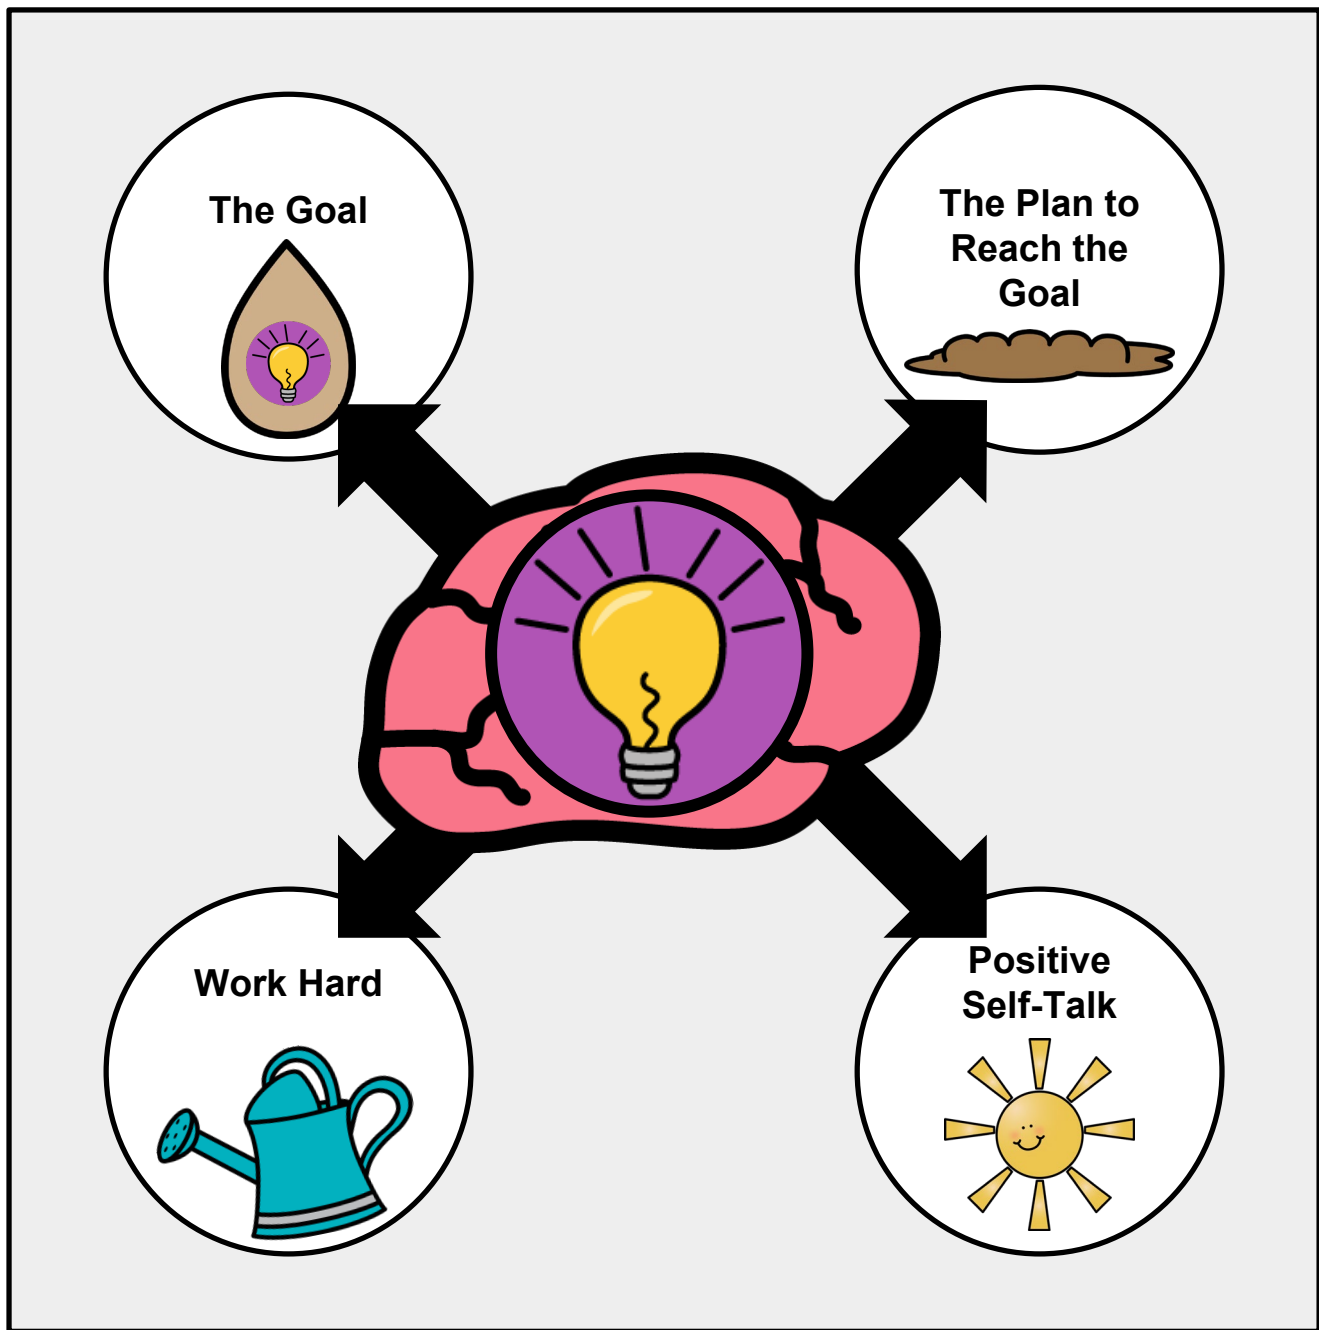 The Goal
The Plan to
Reach the
Goal
Work Hard
Positive
Self-Talk